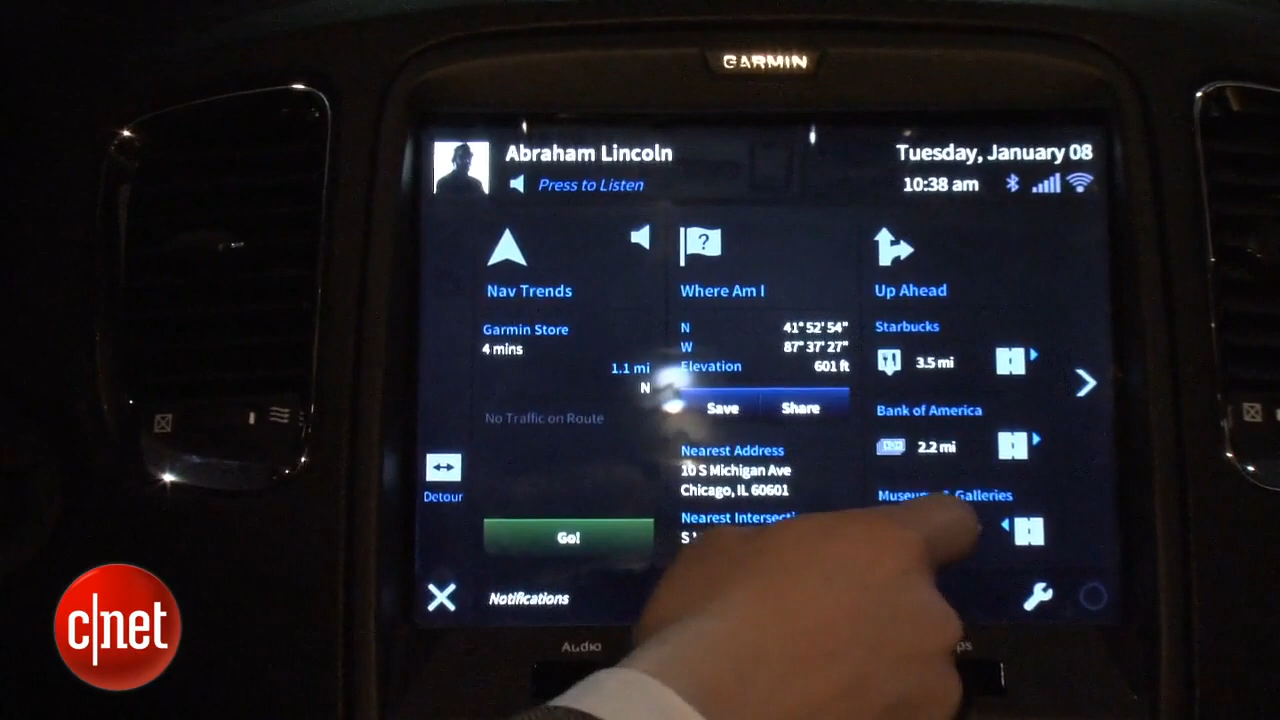 GARMIN
Abraham Lincoln
Press to Listen
Tuesday, January 08
10:38 am
Nav Trends
Garmin Store
4 mins
1.1 mi
N
No Traffic on Route
Go!
Detour
Where Am I
N 41° 52' 54"
W 87° 37' 27"
Elevation 601 ft
Save Share
Nearest Address
10 S Michigan Ave
Chicago, IL 60601
Nearest
Up Ahead
Starbucks
3.5 mi
Bank of America
2.2 mi
Galleries
Notifications
Audio
c|net